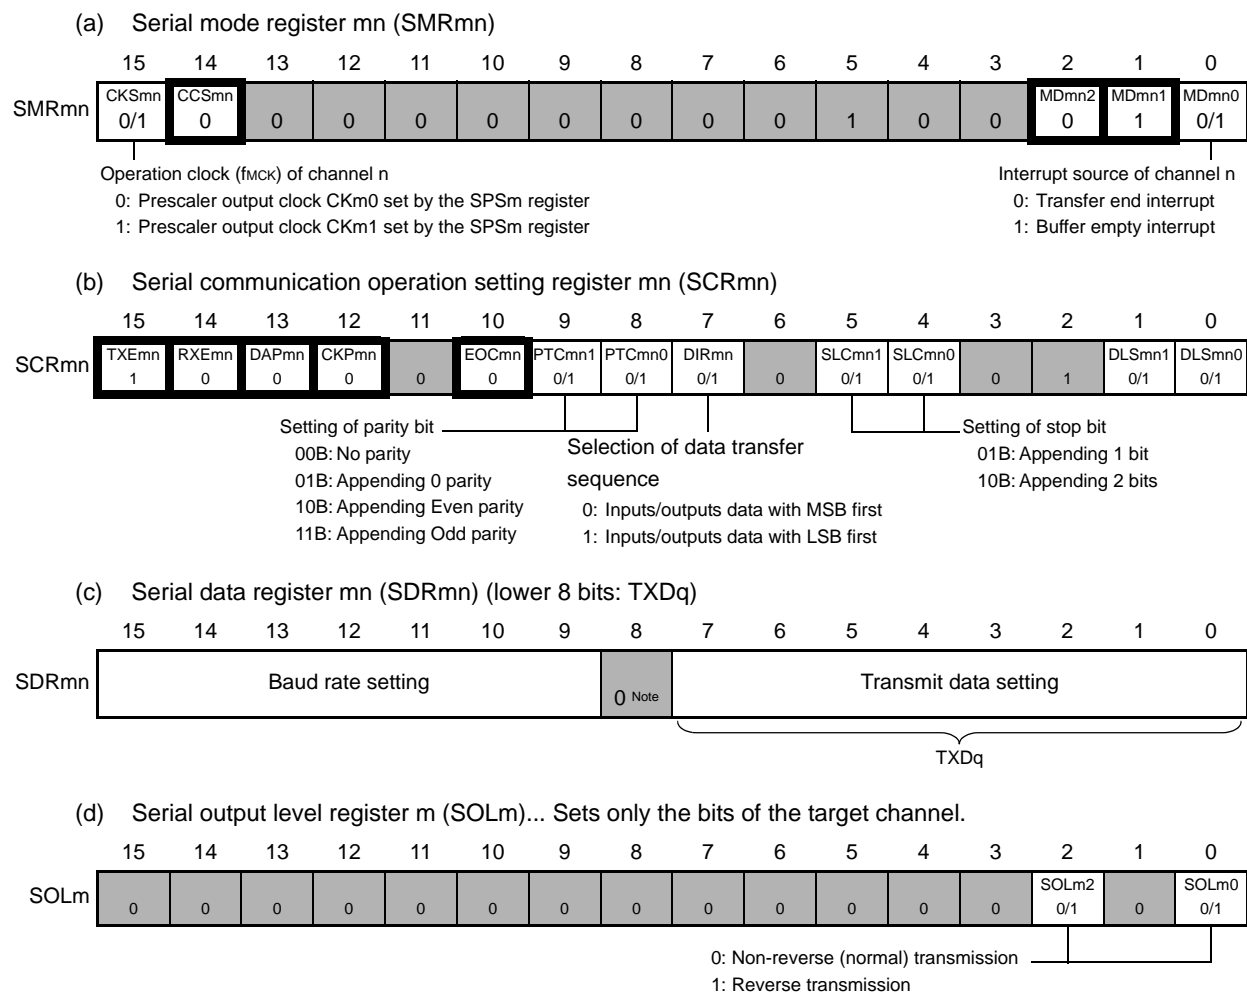 (a) Serial mode register mn (SMRmn)
15 14 13 12 11 10 9 8 7 6 5 4 3 2 1 0
SMRmn CKSmn CCSmn MDmn2 MDmn1 MDmn0
0/1 0 0 0 0 0 0 0 0 0 1 0 0 0 1 0/1
Operation clock (fMCK) of channel n
0: Prescaler output clock CKm0 set by the SPSm register
1: Prescaler output clock CKm1 set by the SPSm register
Interrupt source of channel n
0: Transfer end interrupt
1: Buffer empty interrupt
(b) Serial communication operation setting register mn (SCRmn)
15 14 13 12 11 10 9 8 7 6 5 4 3 2 1 0
SCRmn TXEmn RXEmn DAPmn CKPmn EOCmn PTCmn1 PTCmn0 DIRmn SLCmn1 SLCmn0 DLSmn1 DLSmn0
1 0 0 0 0 0 0/1 0/1 0/1 0 0/1 0/1 0 1 0/1 0/1
Setting of parity bit
00B: No parity
01B: Appending 0 parity
10B: Appending Even parity
11B: Appending Odd parity
Selection of data transfer
sequence
0: Inputs/outputs data with MSB first
1: Inputs/outputs data with LSB first
Setting of stop bit
01B: Appending 1 bit
10B: Appending 2 bits
(c) Serial data register mn (SDRmn) (lower 8 bits: TXDq)
15 14 13 12 11 10 9 8 7 6 5 4 3 2 1 0
SDRmn Baud rate setting 0 Note Transmit data setting
TXDq
(d) Serial output level register m (SOLm)... Sets only the bits of the target channel.
15 14 13 12 11 10 9 8 7 6 5 4 3 2 1 0
SOLm SOLm2 SOLm0
0 0 0 0 0 0 0 0 0 0 0 0 0 0/1 0 0/1
0: Non-reverse (normal) transmission
1: Reverse transmission